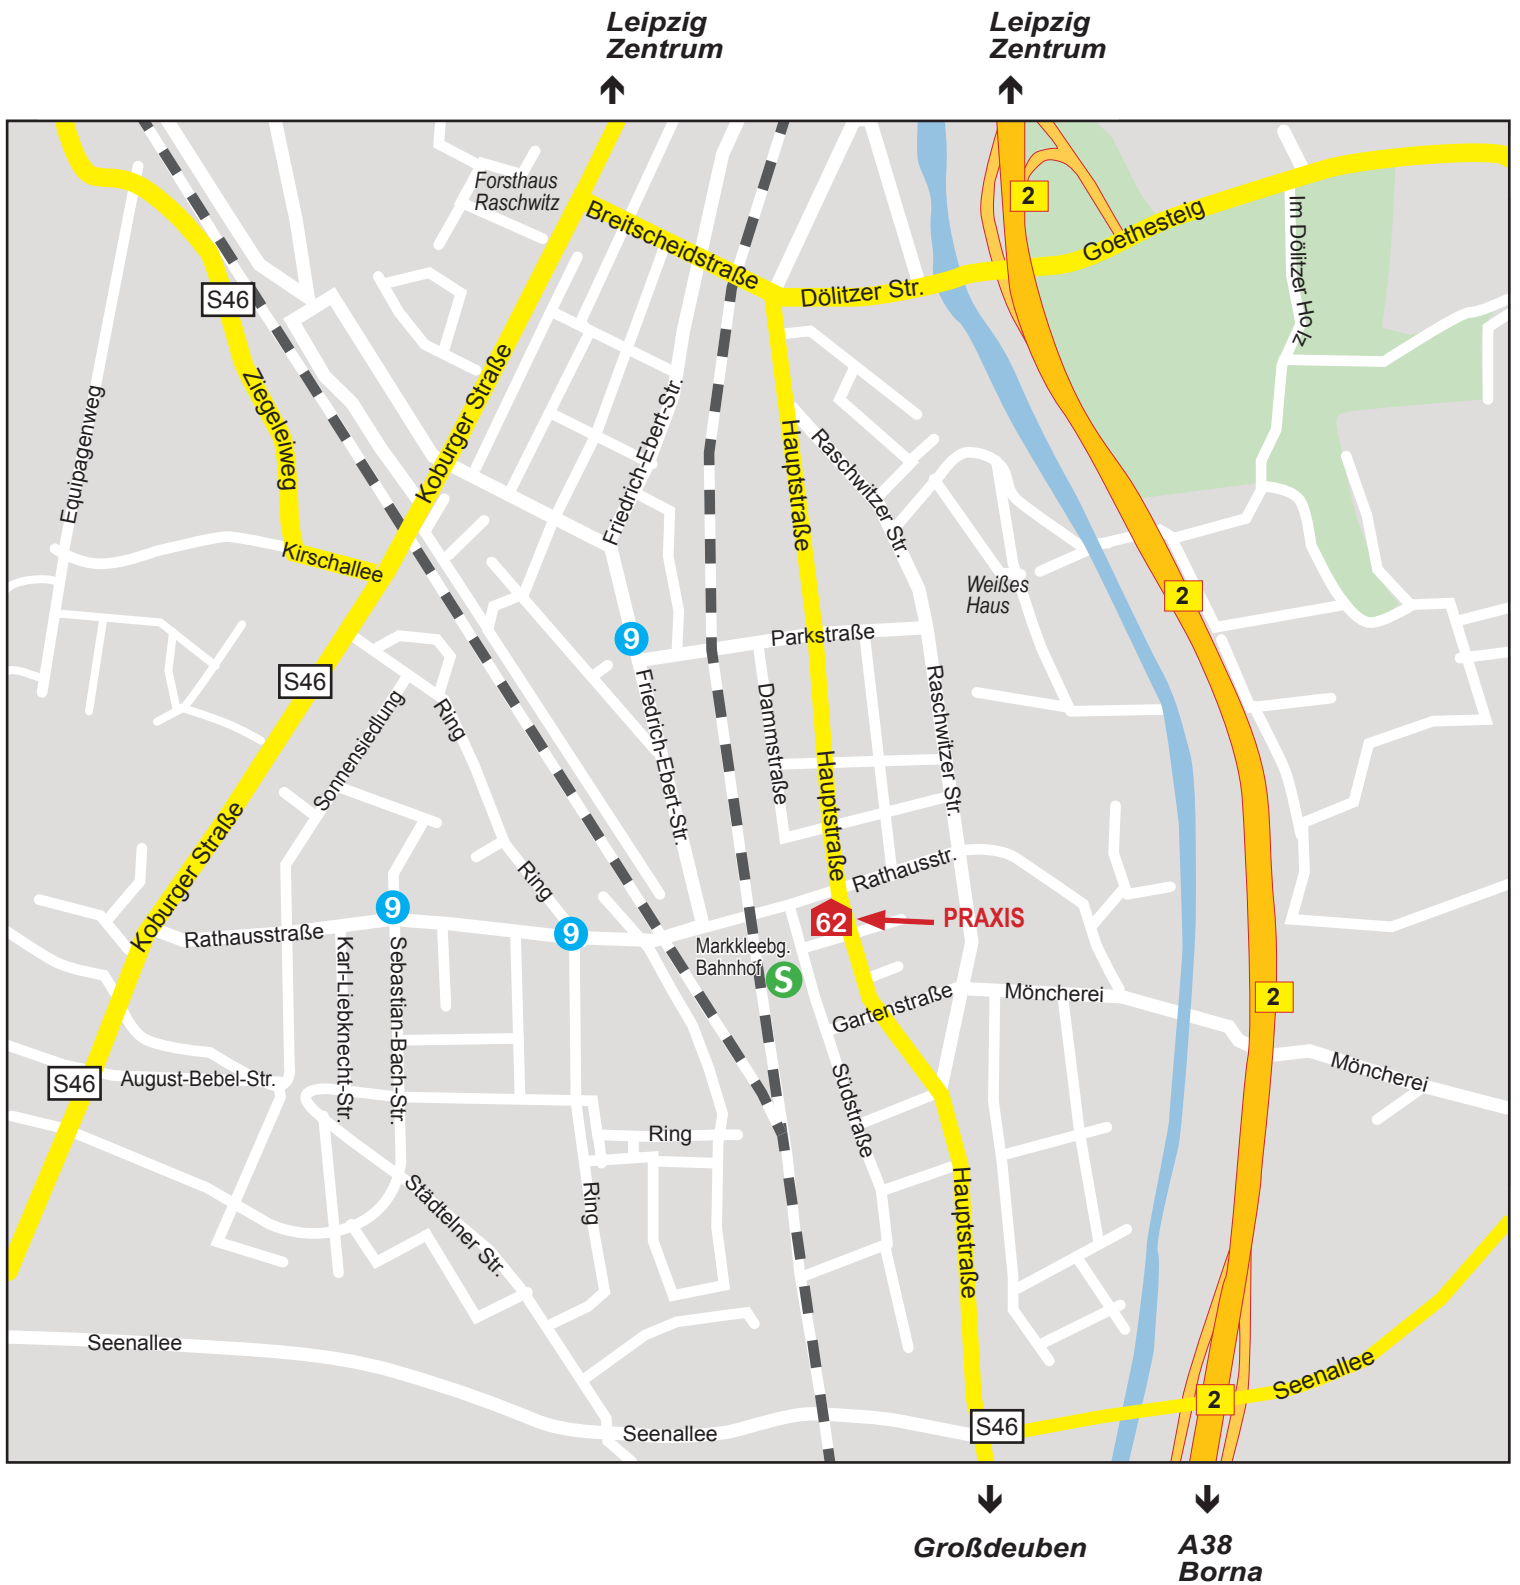 Leipzig
Zentrum
Leipzig
Zentrum
Forsthaus
Raschwitz
2
Breitscheidstraße
Goethesteig
Im Dölitzer Holz
S46
Dölitzer Str.
Koburger Straße
Ziegeleiweg
Equipagenweg
Friedrich-Ebert-Str.
Hauptstraße
Raschwitzer Str.
Kirschallee
Weißes
Haus
2
9
Parkstraße
S46
Sonnensiedlung
Ring
Friedrich-Ebert-Str.
Dammstraße
Hauptstraße
Raschwitzer Str.
Koburger Straße
Ring
Rathausstr.
9
62
PRAXIS
9
Rathausstraße
Markkleebg.
Bahnhof
S
Karl-Liebknecht-Str.
Sebastian-Bach-Str.
Gartenstraße
Möncherei
2
S46
August-Bebel-Str.
Südstraße
Möncherei
Ring
Städtelner Str.
Ring
Hauptstraße
Seenallee
Seenallee
2
Seenallee
S46
Großdeuben
A38
Borna